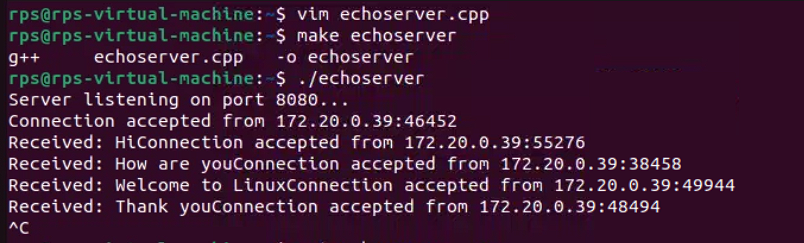 rps@rps-virtual-machine:~$ vim echoserver.cpp
rps@rps-virtual-machine:~$ make echoserver
g++     echoserver.cpp   -o echoserver
rps@rps-virtual-machine:~$ ./echoserver
Server listening on port 8080...
Connection accepted from 172.20.0.39:46452
Received: HiConnection accepted from 172.20.0.39:55276
Received: How are youConnection accepted from 172.20.0.39:38458
Received: Welcome to LinuxConnection accepted from 172.20.0.39:49944
Received: Thank youConnection accepted from 172.20.0.39:48494
^C